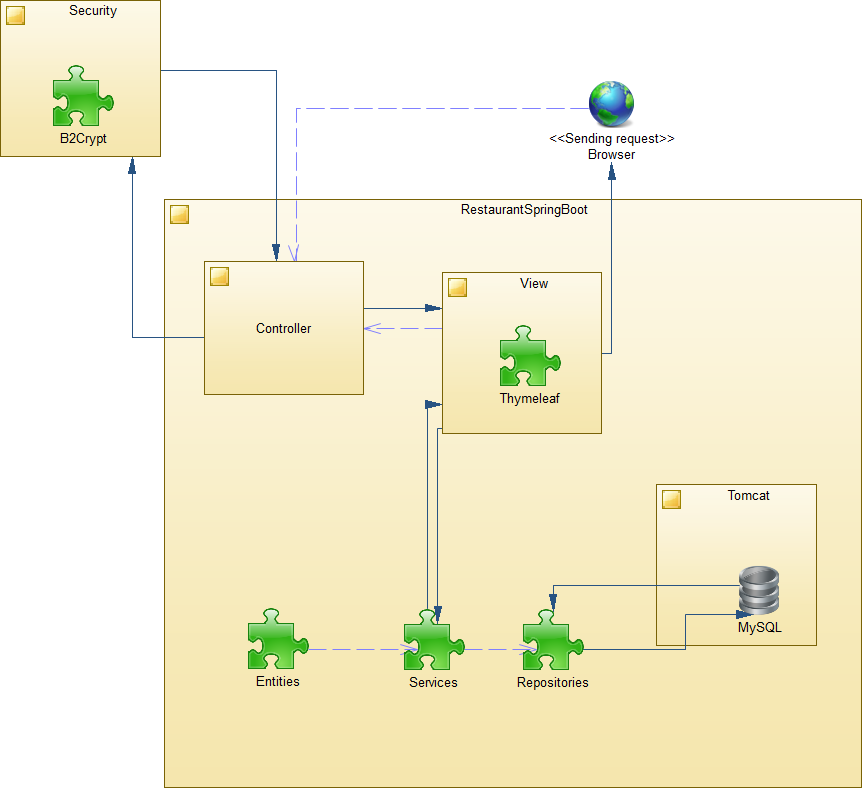 Security
B2Crypt
<<Sending request>>
Browser
RestaurantSpringBoot
Controller
View
Thymeleaf
Tomcat
MySQL
Entities
Services
Repositories